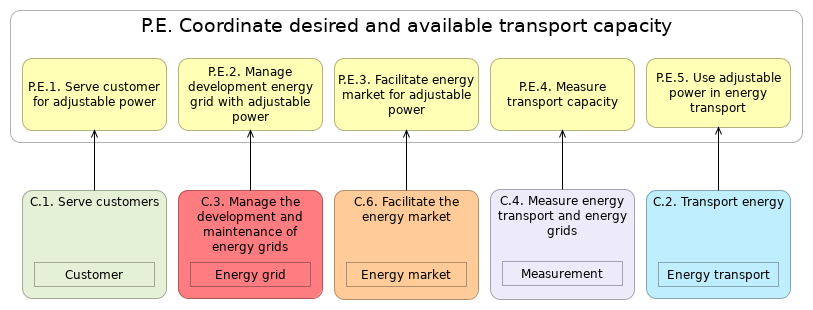 P.E. Coordinate desired and available transport capacity
P.E.1. Serve customer
for adjustable power
P.E.2. Manage
development energy
grid with adjustable
power
P.E.3. Facilitate energy
market for adjustable
power
P.E.4. Measure
transport capacity
P.E.5. Use adjustable
power in energy
transport
C.1. Serve customers
Customer
C.3. Manage the
development and
maintenance of
energy grids
Energy grid
C.6. Facilitate the
energy market
Energy market
C.4. Measure energy
transport and energy
grids
Measurement
C.2. Transport energy
Energy transport